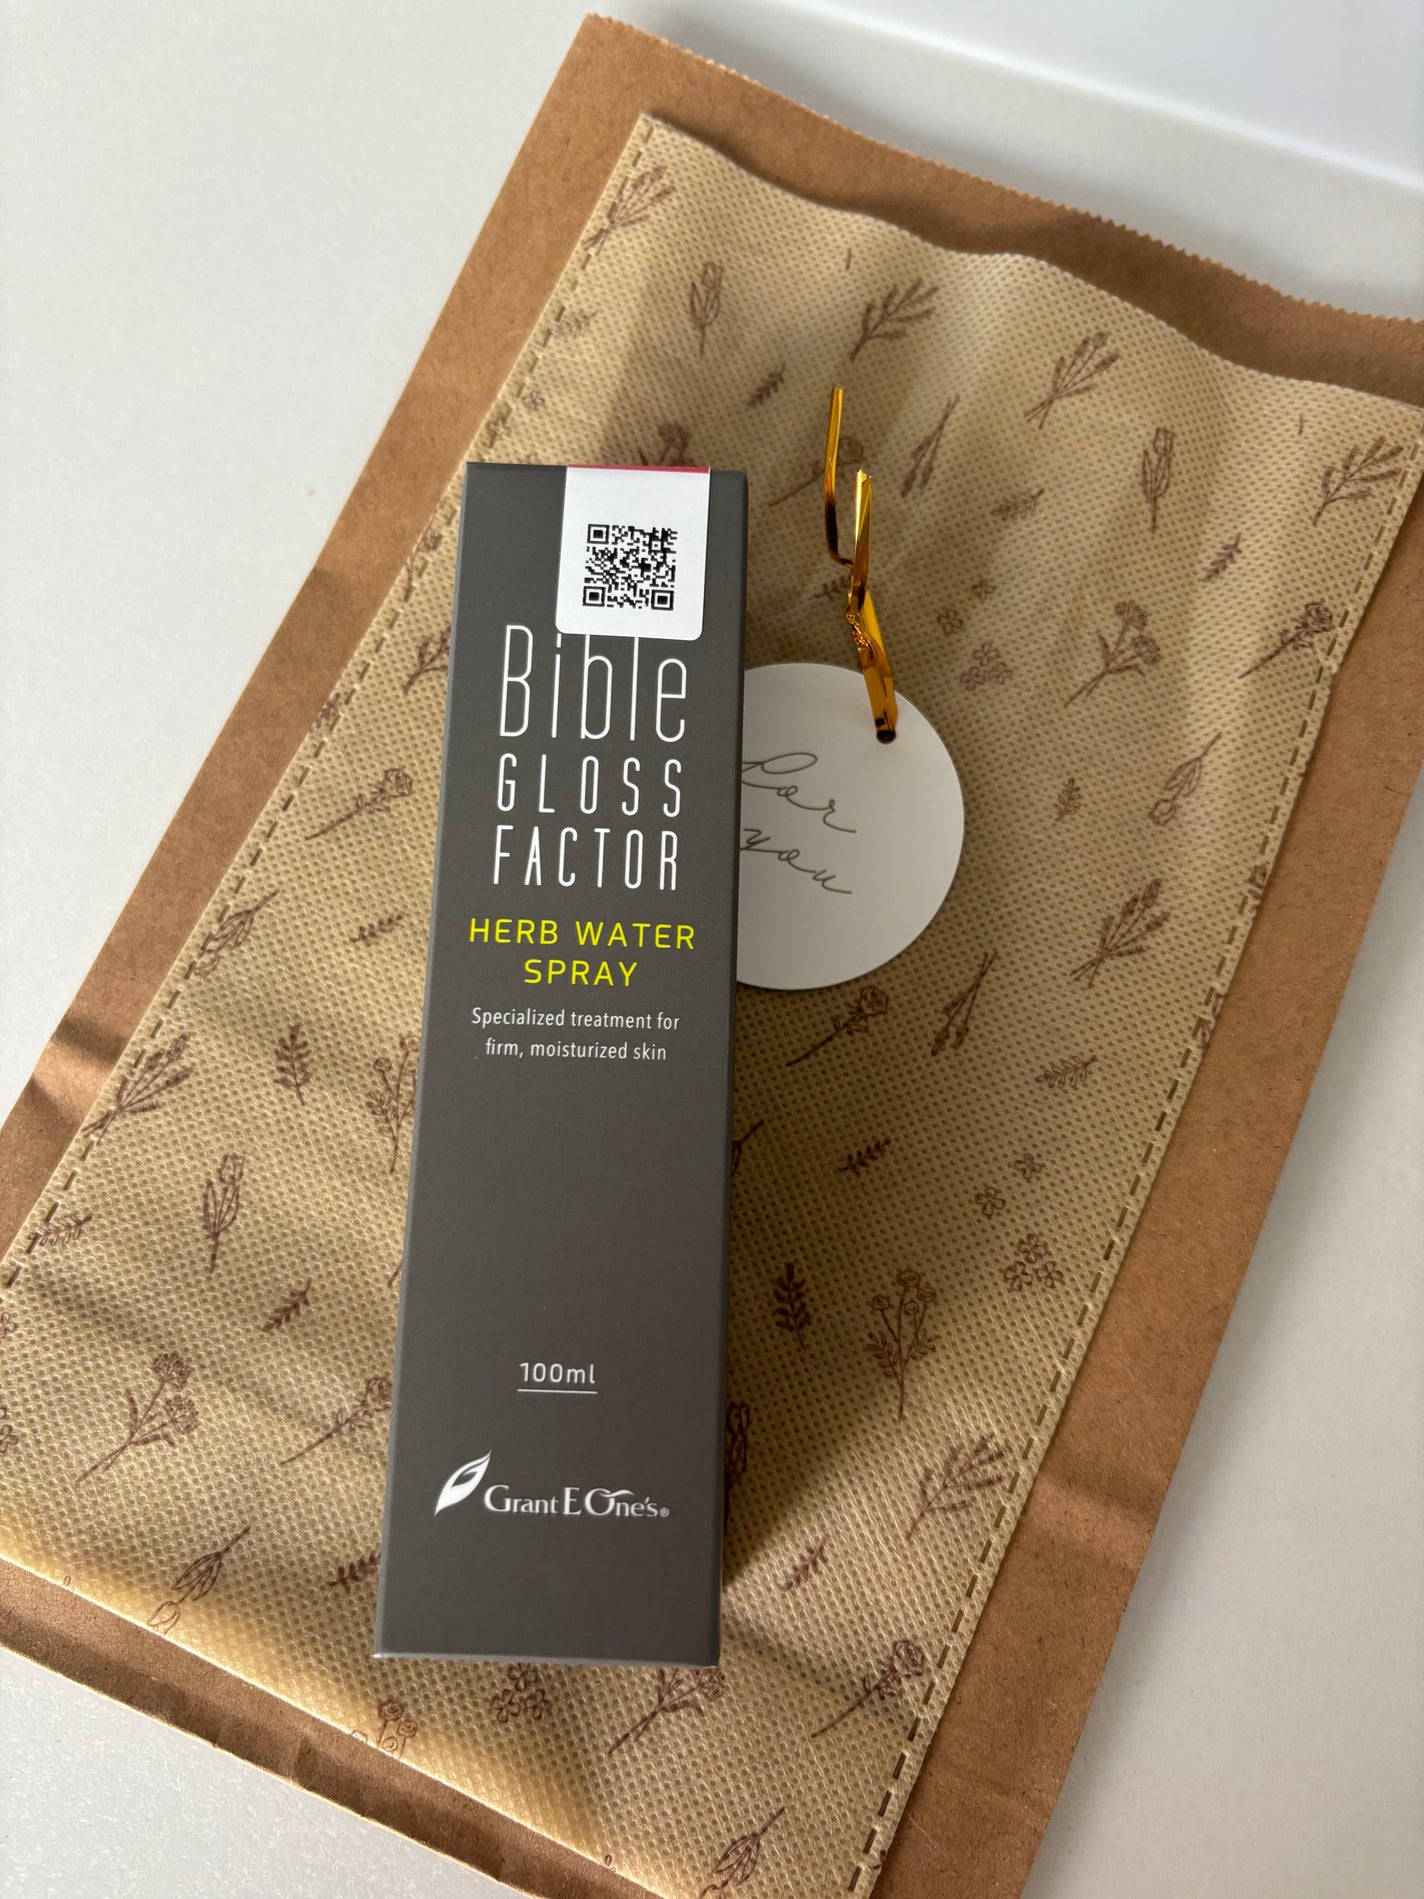 Bible
GLOSS
FACTOR
HERB WATER
SPRAY
Specialized treatment for
firm, moisturized skin
100ml
Grant E One's®
for
you